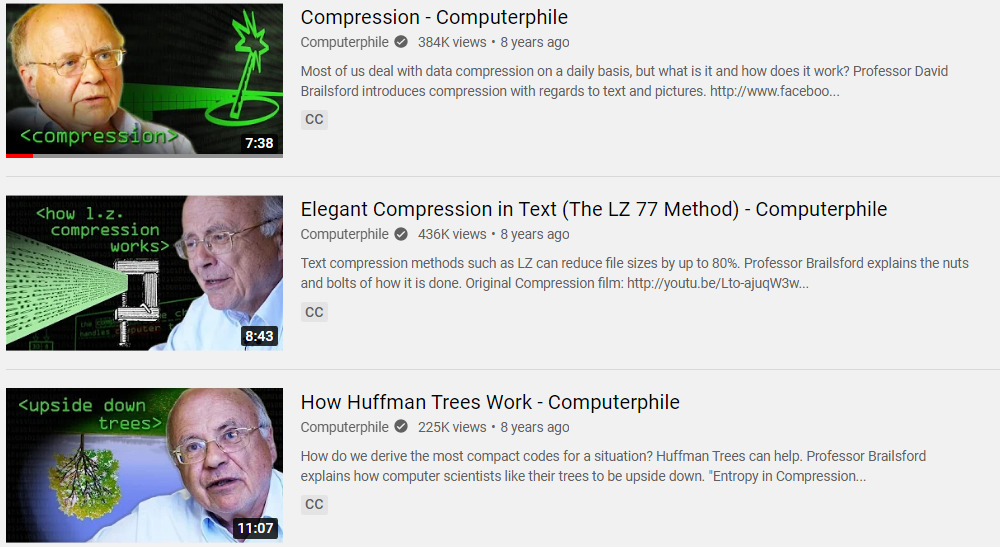 Compression - Computerphile
Computerphile 384K views • 8 years ago
Most of us deal with data compression on a daily basis, but what is it and how does it work? Professor David
Brailsford introduces compression with regards to text and pictures. http://www.faceboo...
CC
<compression>
7:38
Elegant Compression in Text (The LZ 77 Method) - Computerphile
Computerphile 436K views • 8 years ago
Text compression methods such as LZ can reduce file sizes by up to 80%. Professor Brailsford explains the nuts
and bolts of how it is done. Original Compression film: http://youtu.be/Lto-ajuqW3w...
CC
<how l.z.
compression
works>
computer
handles
8:43
How Huffman Trees Work - Computerphile
Computerphile 225K views • 8 years ago
How do we derive the most compact codes for a situation? Huffman Trees can help. Professor Brailsford
explains how computer scientists like their trees to be upside down. "Entropy in Compression...
CC
<upside down
trees>
11:07